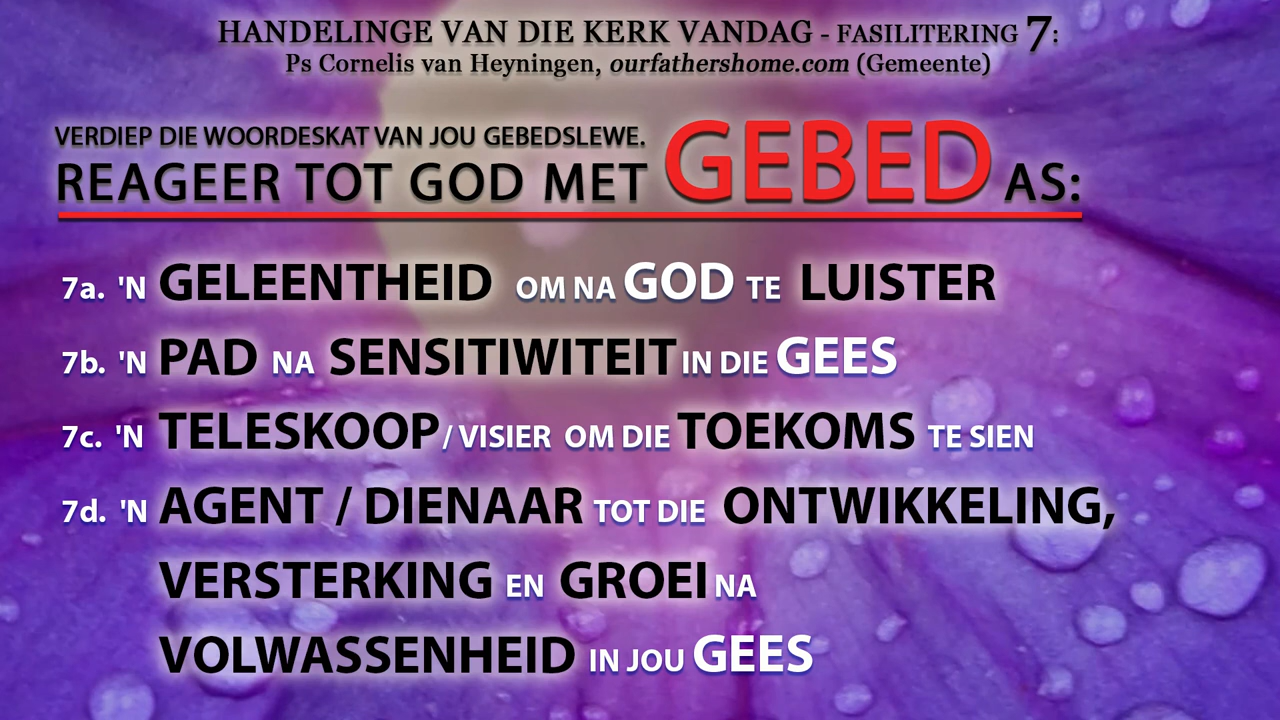 HANDELINGE VAN DIE KERK VANDAG - FASILITERING 7:
Ps Cornelis van Heyningen, ourfathershome.com (Gemeente)
VERDIEP DIE WOORDESKAT VAN JOU GEBEDSLEWE.
REAGEER TOT GOD MET GEBED AS:
7a. 'N GELEENTHEID OM NA GOD TE LUISTER
7b. 'N PAD NA SENSITIWITEIT IN DIE GEES
7c. 'N TELESKOOP / VISIER OM DIE TOEKOMS TE SIEN
7d. 'N AGENT / DIENAAR TOT DIE ONTWIKKELING,
VERSTERKING EN GROEI NA
VOLWASSENHEID IN JOU GEES